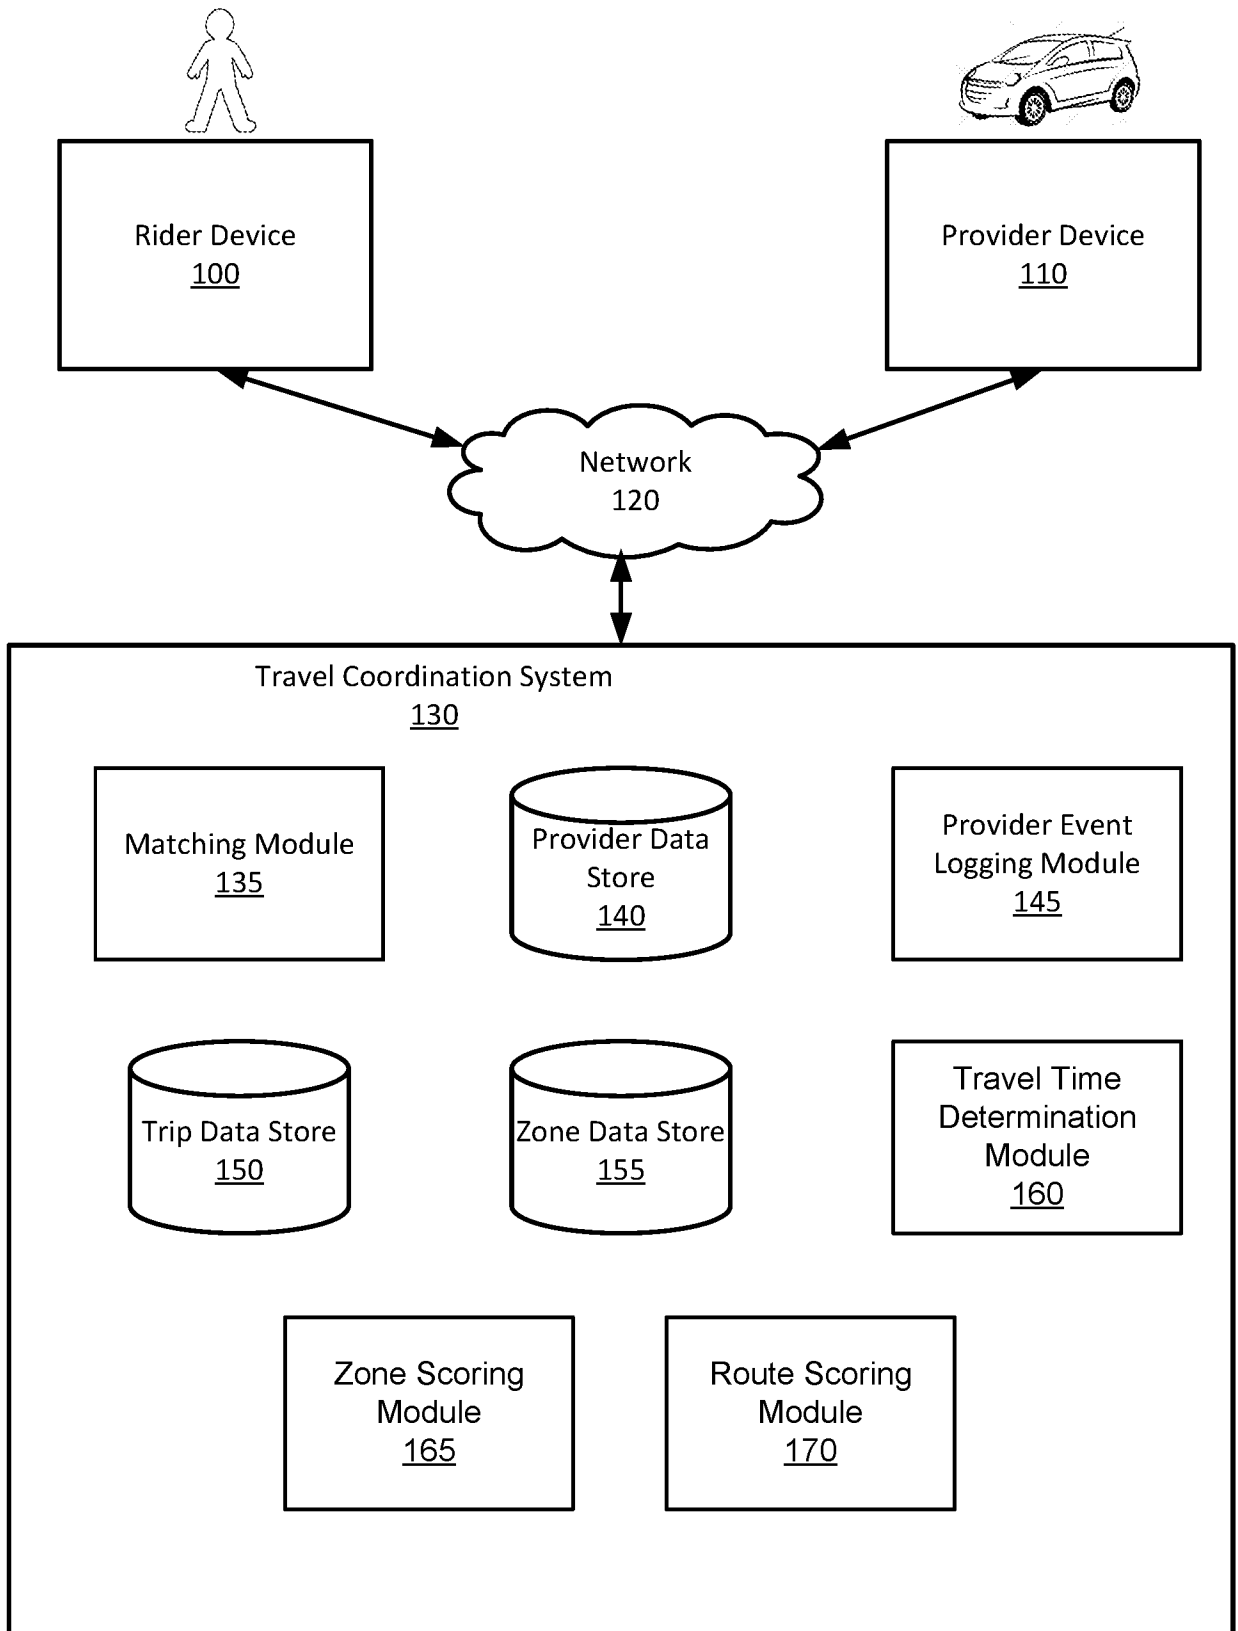 Rider Device
100
Provider Device
110
Network
120
Travel Coordination System
130
Matching Module
135
Provider Data
Store
140
Provider Event
Logging Module
145
Trip Data Store
150
Zone Data Store
155
Travel Time
Determination
Module
160
Zone Scoring
Module
165
Route Scoring
Module
170